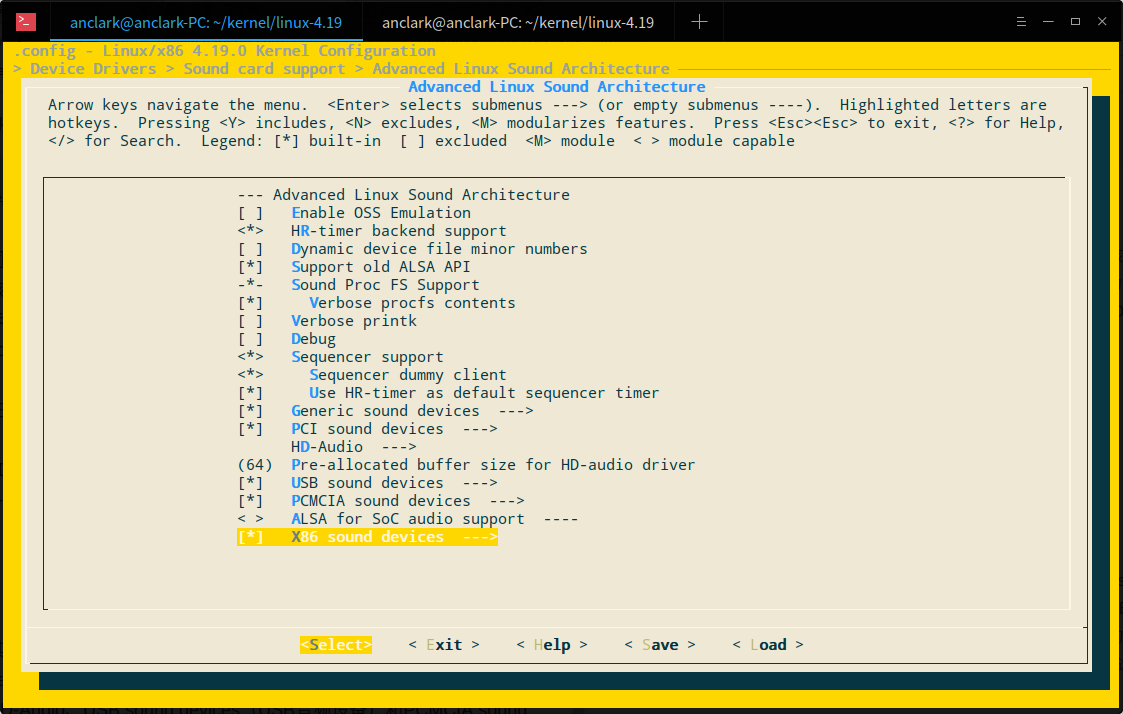 anclark@anclark-PC: ~/kernel/linux-4.19 anclark@anclark-PC: ~/kernel/linux-4.19
.config - Linux/x86 4.19.0 Kernel Configuration
> Device Drivers > Sound card support > Advanced Linux Sound Architecture
Advanced Linux Sound Architecture
Arrow keys navigate the menu. <Enter> selects submenus ---> (or empty submenus ----). Highlighted letters are
hotkeys. Pressing <Y> includes, <N> excludes, <M> modularizes features. Press <Esc><Esc> to exit, <?> for Help,
</> for Search. Legend: [*] built-in [ ] excluded <M> module < > module capable
--- Advanced Linux Sound Architecture
[ ] Enable OSS Emulation
<*> HR-timer backend support
[ ] Dynamic device file minor numbers
[*] Support old ALSA API
-*- Sound Proc FS Support
[*] Verbose procfs contents
[ ] Verbose printk
[ ] Debug
<*> Sequencer support
<*> Sequencer dummy client
[*] Use HR-timer as default sequencer timer
[*] Generic sound devices --->
[*] PCI sound devices --->
HD-Audio --->
(64) Pre-allocated buffer size for HD-audio driver
[*] USB sound devices --->
[*] PCMCIA sound devices --->
< > ALSA for SoC audio support ----
[*] X86 sound devices --->
<Select> < Exit > < Help > < Save > < Load >